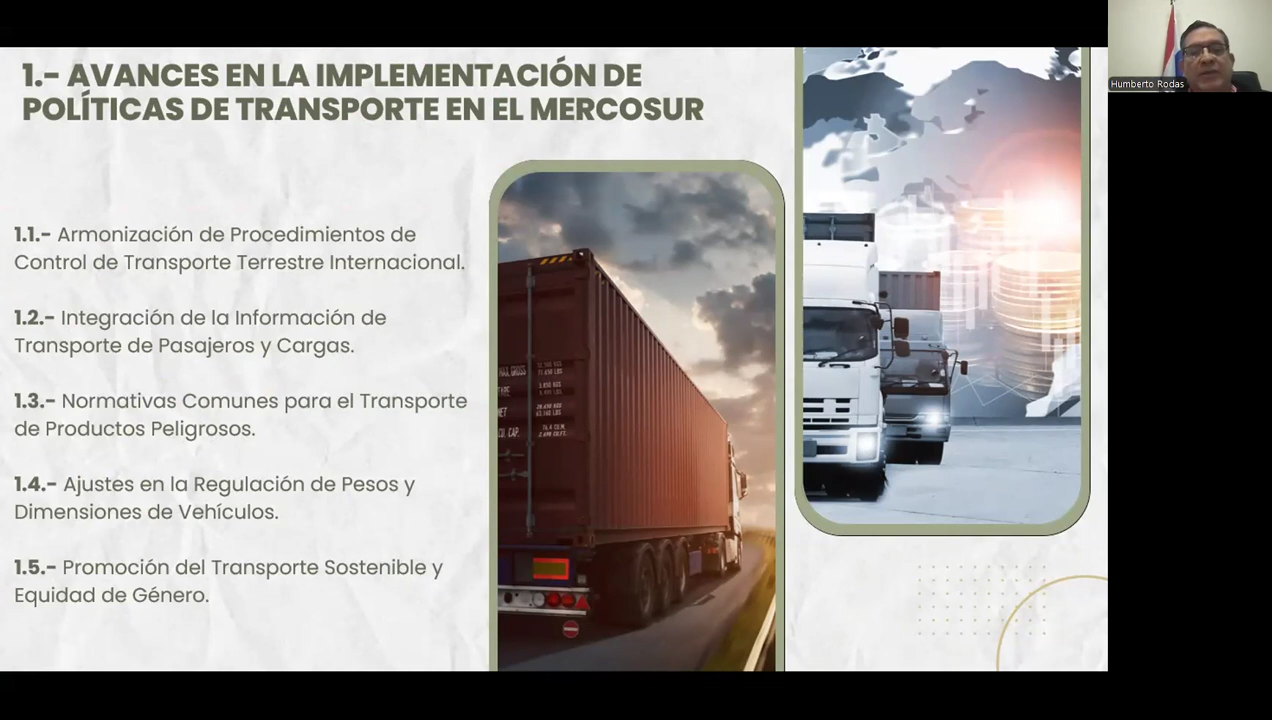 1.- AVANCES EN LA IMPLEMENTACIÓN DE
POLÍTICAS DE TRANSPORTE EN EL MERCOSUR
Humberto Rodas
1.1.- Armonización de Procedimientos de
Control de Transporte Terrestre Internacional.
1.2.- Integración de la Información de
Transporte de Pasajeros y Cargas.
1.3.- Normativas Comunes para el Transporte
de Productos Peligrosos.
1.4.- Ajustes en la Regulación de Pesos y
Dimensiones de Vehículos.
1.5.- Promoción del Transporte Sostenible y
Equidad de Género.